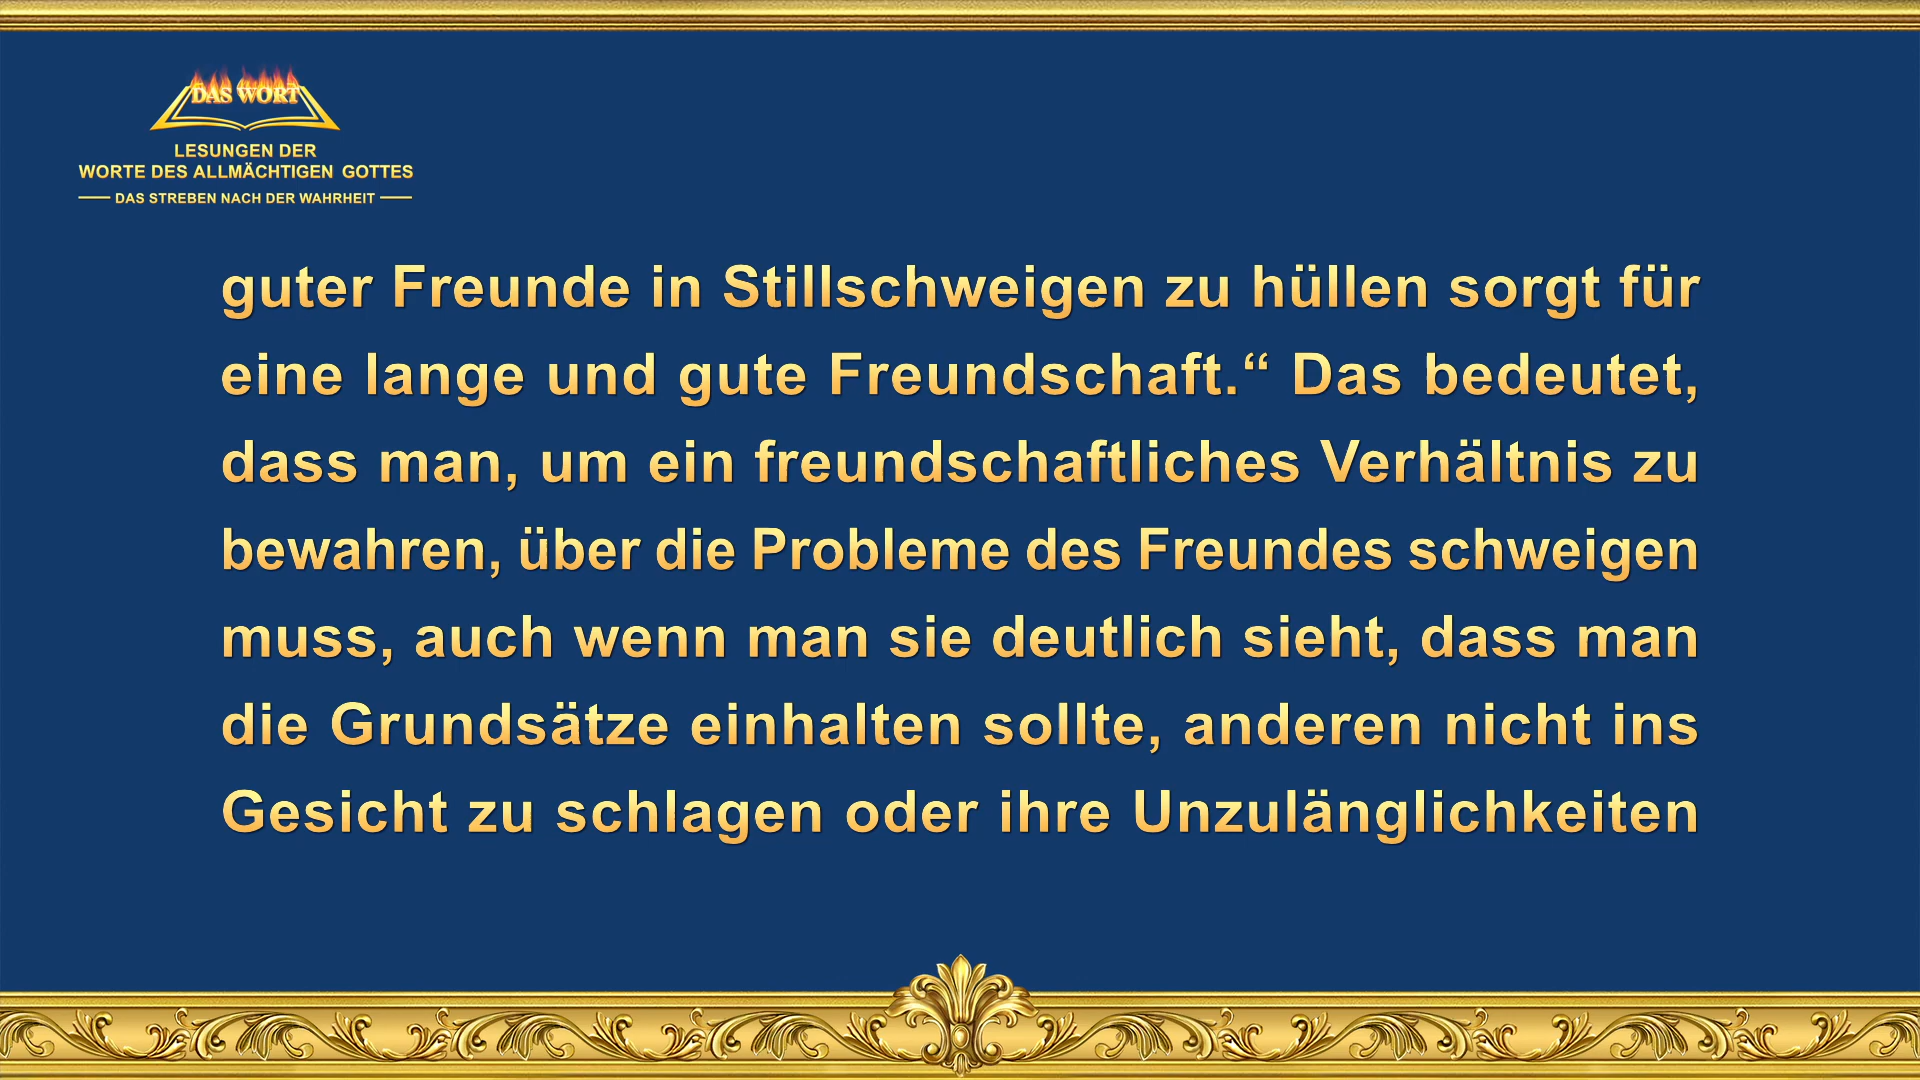 DAS WORT
LESUNGEN DER
WORTE DES ALLMÄCHTIGEN GOTTES
DAS STREBEN NACH DER WAHRHEIT
guter Freunde in Stillschweigen zu hüllen sorgt für
eine lange und gute Freundschaft.“ Das bedeutet,
dass man, um ein freundschaftliches Verhältnis zu
bewahren, über die Probleme des Freundes schweigen
muss, auch wenn man sie deutlich sieht, dass man
die Grundsätze einhalten sollte, anderen nicht ins
Gesicht zu schlagen oder ihre Unzulänglichkeiten